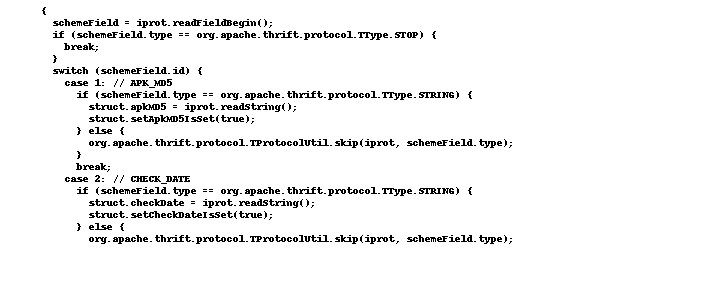 {
schemeField = iprot.readFieldBegin();
if (schemeField.type == org.apache.thrift.protocol.TType.STOP) {
break;
}
switch (schemeField.id) {
case 1: // APK_MD5
if (schemeField.type == org.apache.thrift.protocol.TType.STRING) {
struct.apkMD5 = iprot.readString();
struct.setApkMD5IsSet(true);
} else {
org.apache.thrift.protocol.TProtocolUtil.skip(iprot, schemeField.type);
}
break;
case 2: // CHECK_DATE
if (schemeField.type == org.apache.thrift.protocol.TType.STRING) {
struct.checkDate = iprot.readString();
struct.setCheckDateIsSet(true);
} else {
org.apache.thrift.protocol.TProtocolUtil.skip(iprot, schemeField.type);